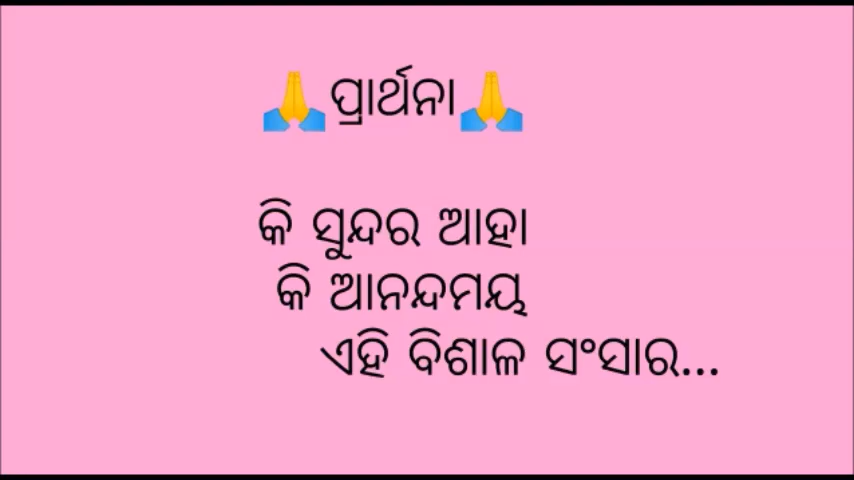 🙏ପ୍ରାର୍ଥନା🙏
କି ସୁନ୍ଦର ଆହା
କି ଆନନ୍ଦମୟ
ଏହି ବିଶାଳ ସଂସାର...